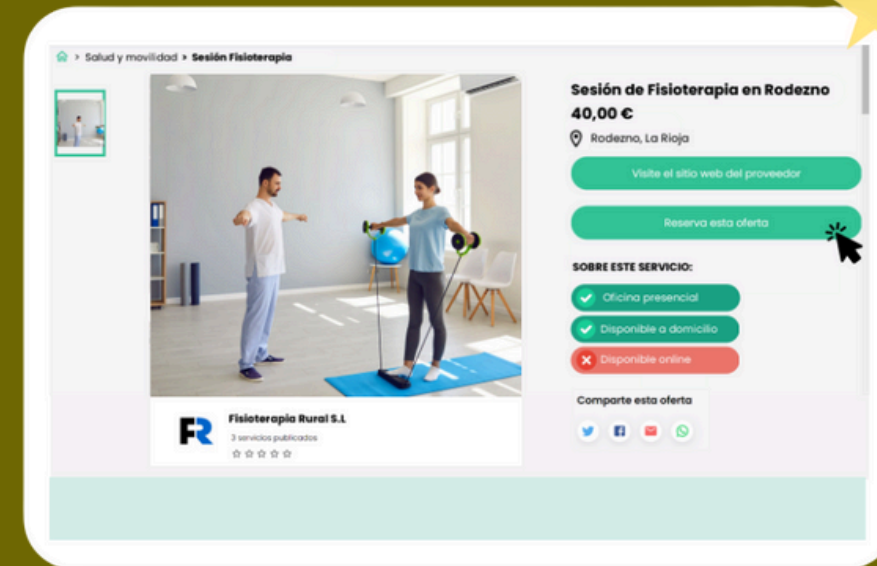 > Salud y movilidad > Sesión Fisioterapia
Sesión de Fisioterapia en Rodezno
40,00 €
Rodezno, La Rioja
Visite el sitio web del proveedor
Reserva esta oferta
SOBRE ESTE SERVICIO:
Oficina presencial
Disponible a domicilio
Disponible online
Comparte esta oferta
FR
Fisioterapia Rural S.L
3 servicios publicados